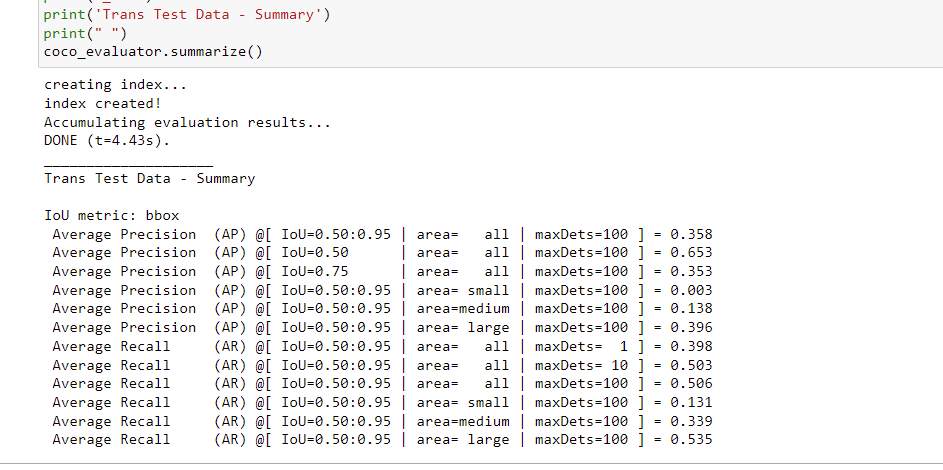 print('Trans Test Data - Summary')
print(" ")
coco_evaluator.summarize()
creating index...
index created!
Accumulating evaluation results...
DONE (t=4.43s).
____________________
Trans Test Data - Summary
IoU metric: bbox
 Average Precision  (AP) @[ IoU=0.50:0.95 | area=   all | maxDets=100 ] = 0.358
 Average Precision  (AP) @[ IoU=0.50      | area=   all | maxDets=100 ] = 0.653
 Average Precision  (AP) @[ IoU=0.75      | area=   all | maxDets=100 ] = 0.353
 Average Precision  (AP) @[ IoU=0.50:0.95 | area= small | maxDets=100 ] = 0.003
 Average Precision  (AP) @[ IoU=0.50:0.95 | area=medium | maxDets=100 ] = 0.138
 Average Precision  (AP) @[ IoU=0.50:0.95 | area= large | maxDets=100 ] = 0.396
 Average Recall     (AR) @[ IoU=0.50:0.95 | area=   all | maxDets=  1 ] = 0.398
 Average Recall     (AR) @[ IoU=0.50:0.95 | area=   all | maxDets= 10 ] = 0.503
 Average Recall     (AR) @[ IoU=0.50:0.95 | area=   all | maxDets=100 ] = 0.506
 Average Recall     (AR) @[ IoU=0.50:0.95 | area= small | maxDets=100 ] = 0.131
 Average Recall     (AR) @[ IoU=0.50:0.95 | area=medium | maxDets=100 ] = 0.339
 Average Recall     (AR) @[ IoU=0.50:0.95 | area= large | maxDets=100 ] = 0.535